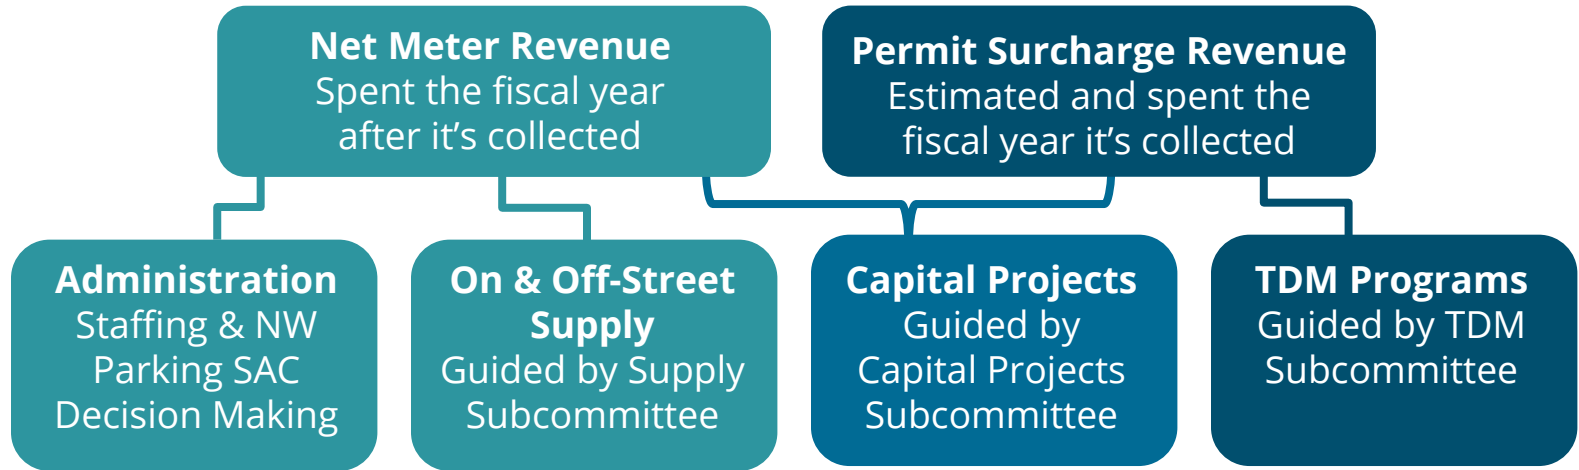 Net Meter Revenue
Spent the fiscal year
after it’s collected
Permit Surcharge Revenue
Estimated and spent the
fiscal year it’s collected
Administration
Staffing & NW
Parking SAC
Decision Making
On & Off-Street
Supply
Guided by Supply
Subcommittee
Capital Projects
Guided by
Capital Projects
Subcommittee
TDM Programs
Guided by TDM
Subcommittee